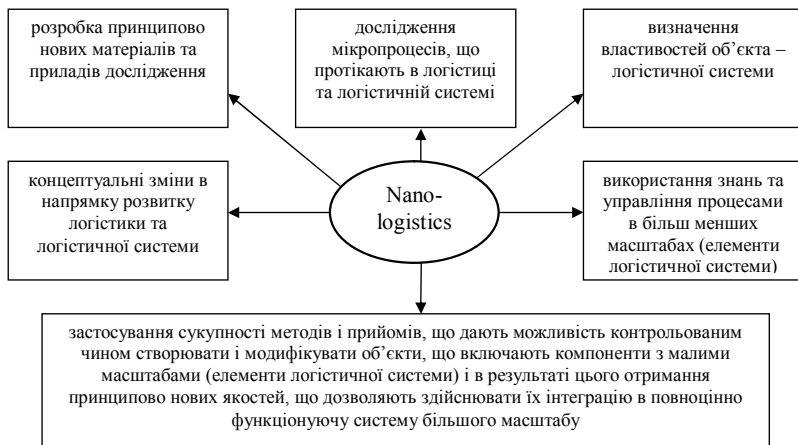 розробка принципово
нових матеріалів та
приладів дослідження
дослідження
мікропроцесів, що
протікають в логістиці
та логістичній системі
визначення
властивостей об’єкта –
логістичної системи
концептуальні зміни в
напрямку розвитку
логістики та
логістичної системи
Nano-
logistics
використання знань та
управління процесами
в більш менших
масштабах (елементи
логістичної системи)
застосування сукупності методів і прийомів, що дають можливість контрольованим
чином створювати і модифікувати об’єкти, що включають компоненти з малими
масштабами (елементи логістичної системи) і в результаті цього отримання
принципово нових якостей, що дозволяють здійснювати їх інтеграцію в повноцінно
функціонуючу систему більшого масштабу